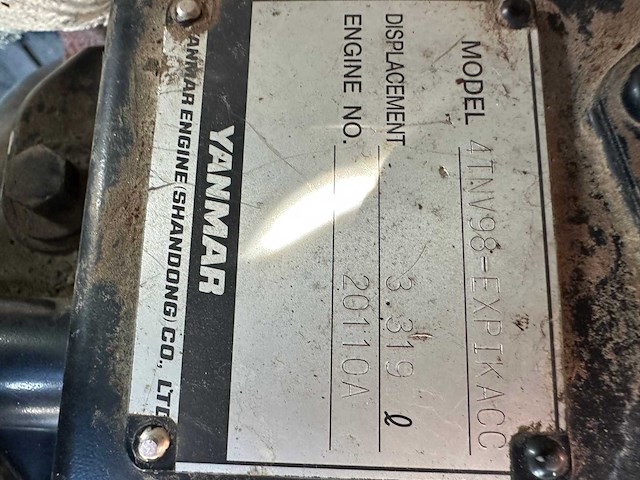 MODEL 4TNV98-EXPIKACC
DISPLACEMENT 3.319 ℓ
ENGINE NO. 20110A
YANMAR
YANMAR ENGINE (SHANDONG) CO., LTD